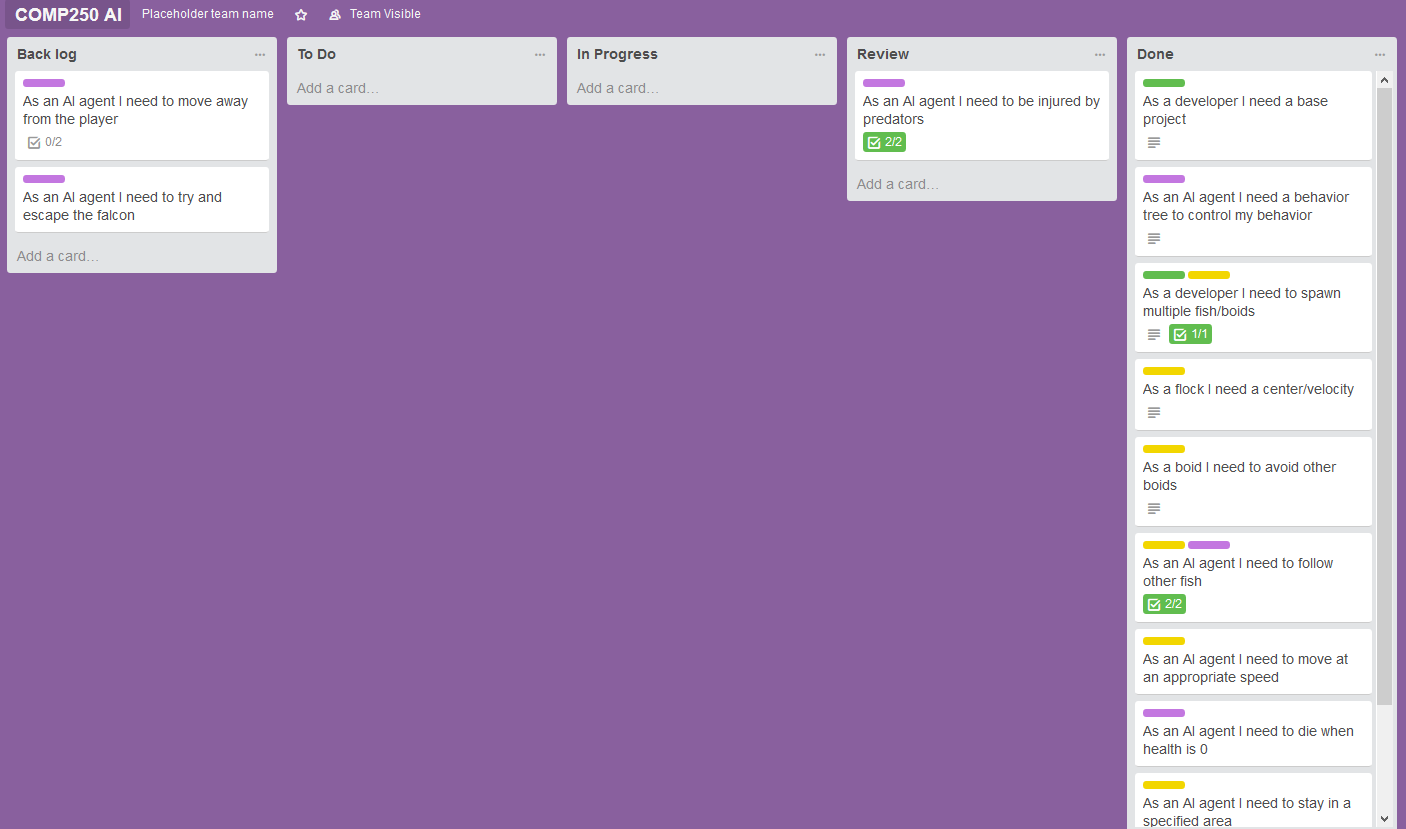 COMP250 AI
Placeholder team name
Team Visible
Back log
As an AI agent I need to move away
from the player
0/2
As an AI agent I need to try and
escape the falcon
Add a card…
To Do
Add a card…
In Progress
Add a card…
Review
As an AI agent I need to be injured by
predators
2/2
Add a card…
Done
As a developer I need a base
project
As an AI agent I need a behavior
tree to control my behavior
As a developer I need to spawn
multiple fish/boids
1/1
As a flock I need a center/velocity
As a boid I need to avoid other
boids
As an AI agent I need to follow
other fish
2/2
As an AI agent I need to move at
an appropriate speed
As an AI agent I need to die when
health is 0
As an AI agent I need to stay in a
specified area